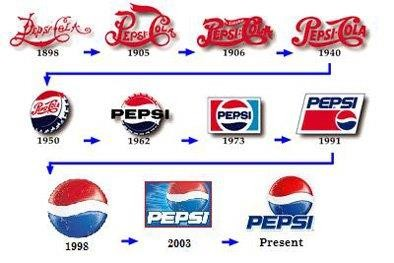 Pepsi-Cola Pepsi-Cola Pepsi-Cola Pepsi-Cola
1898 1905 1906 1940
Pepsi-Cola PEPSI PEPSI PEPSI
1950 1962 1973 1991
PEPSI PEPSI
1998 2003 Present